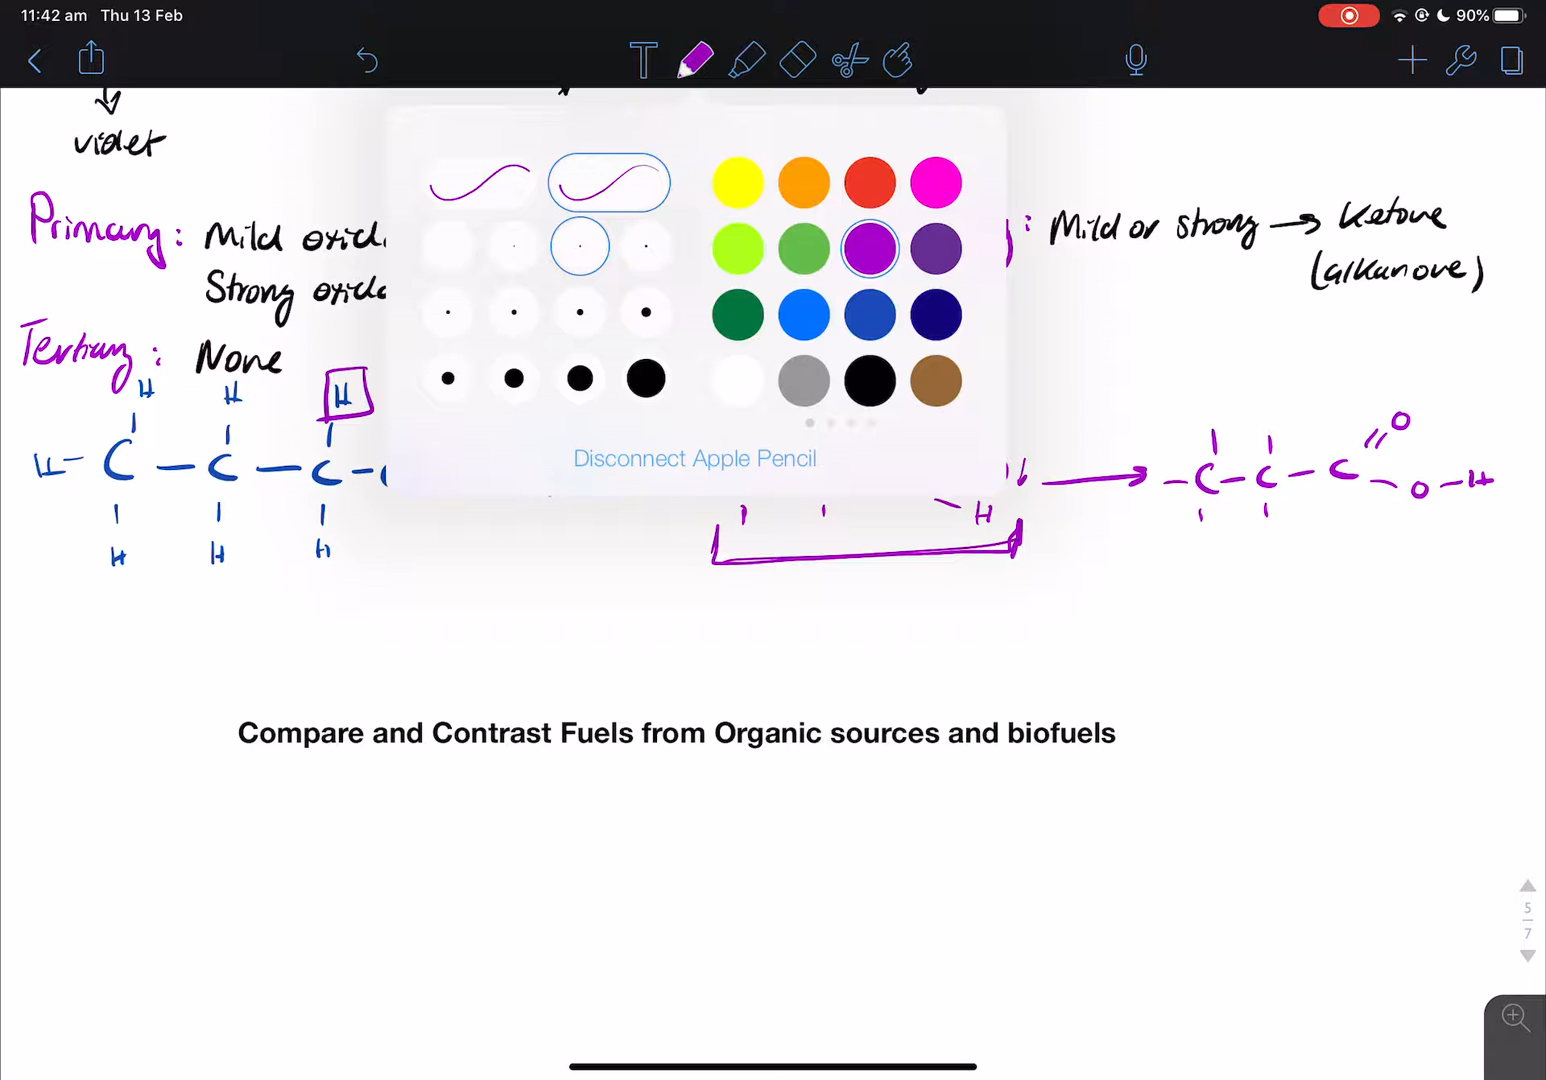 11:42 am Thu 13 Feb 90%
T
violet
Primary: Mild oxid
Strong oxida
: Mild or strong → Ketone
(alkanone)
Tertiary: None
H H H
H - C - C - C -
H H H
Disconnect Apple Pencil
H
- C - C - C // O
- O - H
Compare and Contrast Fuels from Organic sources and biofuels
5
7